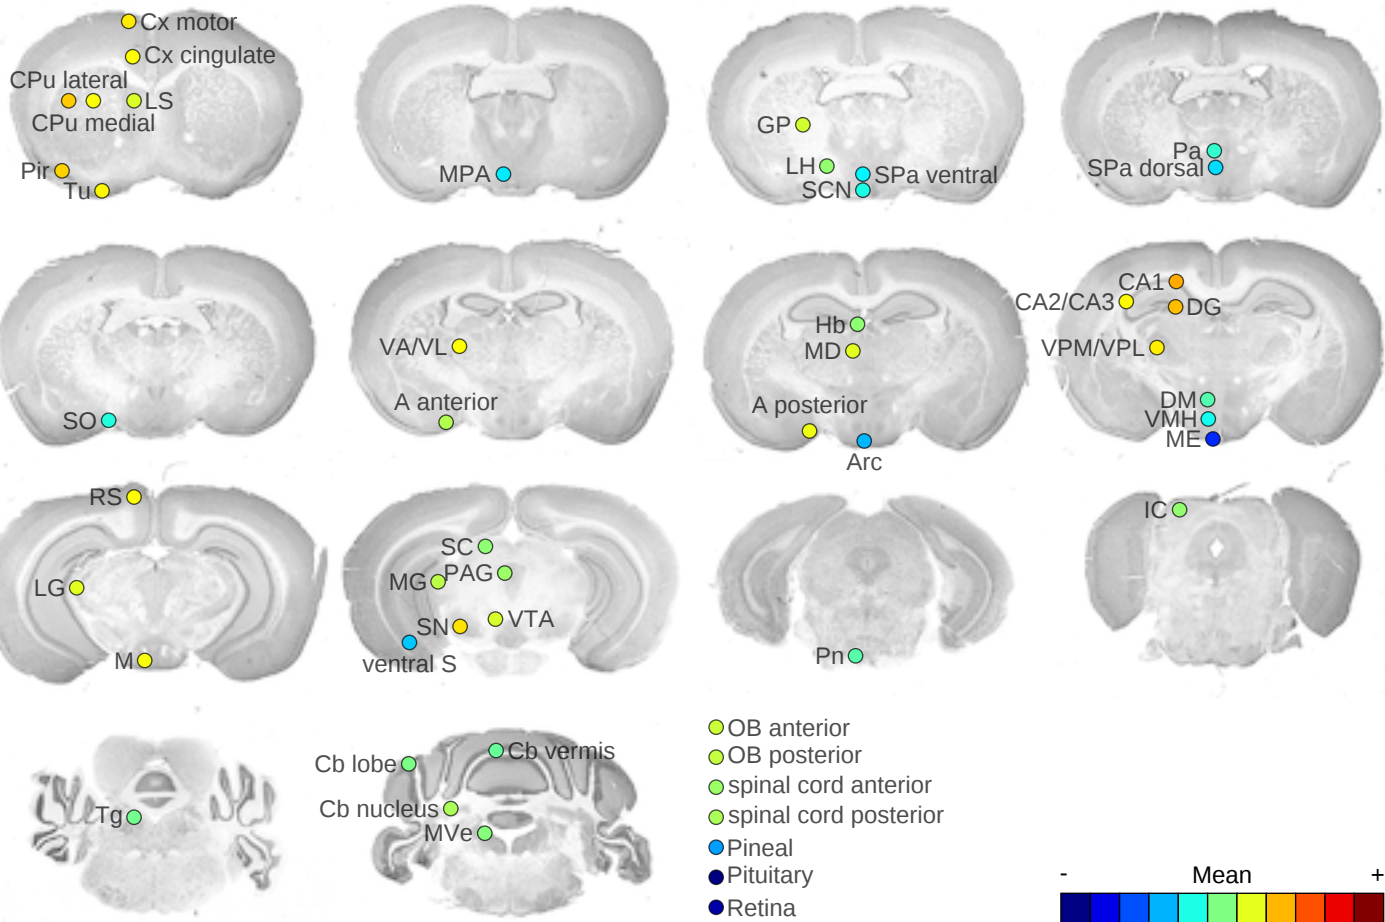 Cx motor
Cx cingulate
CPu lateral
LS
CPu medial
Pir
Tu
MPA
GP
LH
SPa ventral
SCN
Pa
SPa dorsal
SO
VA/VL
A anterior
Hb
MD
A posterior
Arc
CA1
CA2/CA3
DG
VPM/VPL
DM
VMH
ME
RS
LG
M
SC
MG
PAG
SN
VTA
ventral S
Pn
IC
Tg
Cb lobe
Cb vermis
Cb nucleus
MVe
OB anterior
OB posterior
spinal cord anterior
spinal cord posterior
Pineal
Pituitary
Retina
- Mean +